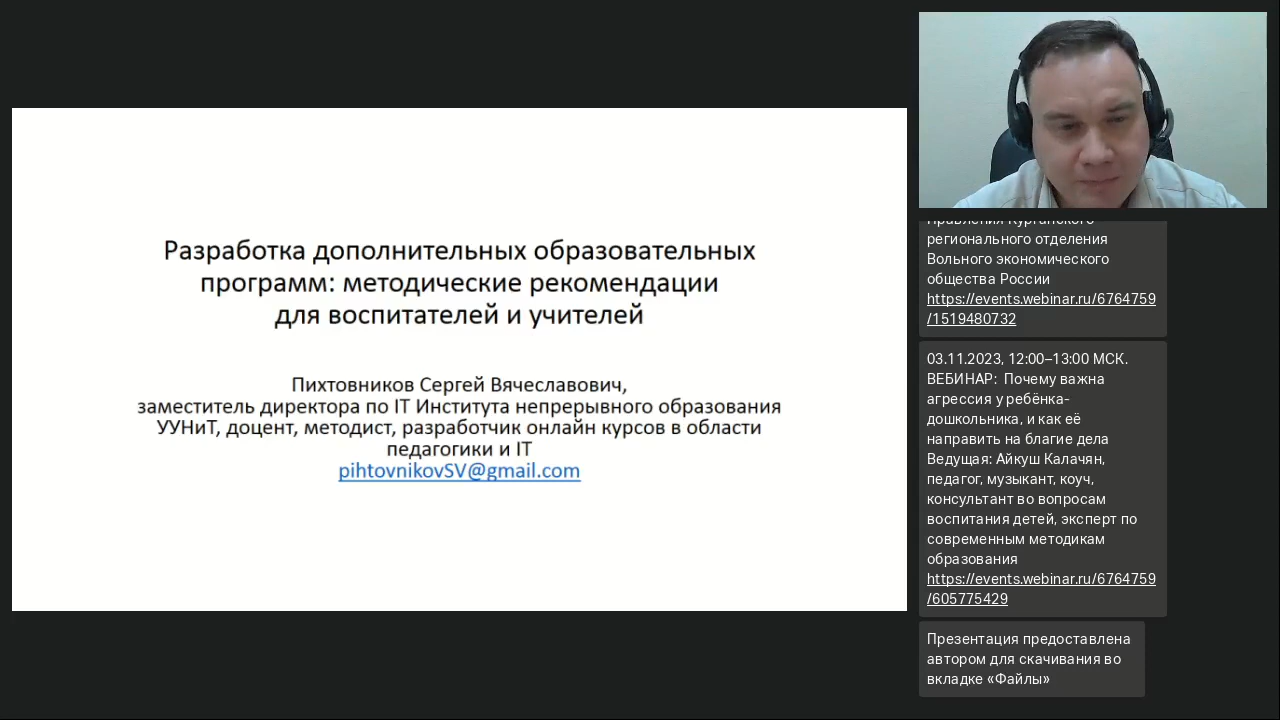 Разработка дополнительных образовательных
программ: методические рекомендации
для воспитателей и учителей
Пихтовников Сергей Вячеславович,
заместитель директора по IT Института непрерывного образования
УУНиТ, доцент, методист, разработчик онлайн курсов в области
педагогики и IT
pihtovnikovSV@gmail.com
Правления Курганского
регионального отделения
Вольного экономического
общества России
https://events.webinar.ru/6764759
/1519480732
03.11.2023, 12:00–13:00 МСК.
ВЕБИНАР: Почему важна
агрессия у ребёнка-
дошкольника, и как её
направить на благие дела
Ведущая: Айкуш Калачян,
педагог, музыкант, коуч,
консультант во вопросам
воспитания детей, эксперт по
современным методикам
образования
https://events.webinar.ru/6764759
/605775429
Презентация предоставлена
автором для скачивания во
вкладке «Файлы»